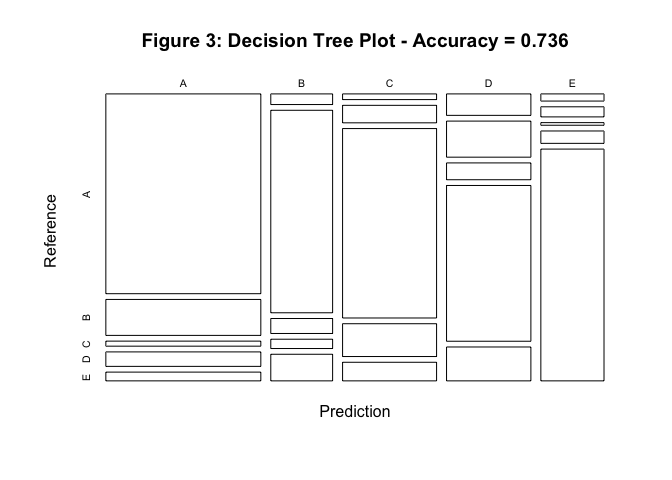 Figure 3: Decision Tree Plot - Accuracy = 0.736
A B C D E
Reference
A
B
C
D
E
Prediction